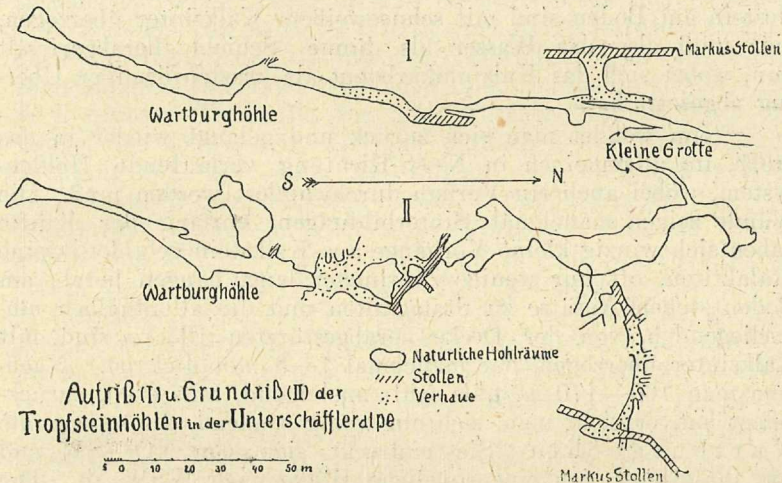 I
Markus Stollen
Wartburghöhle
Kleine Grotte
S N
II
Wartburghöhle
Natürliche Hohlräume
Stollen
Verhaue
Aufriß(I) u. Grundriß(II) der
Tropfsteinhöhlen in der Unterschäffleralpe
5 0 10 20 30 40 50 m
Markus Stollen